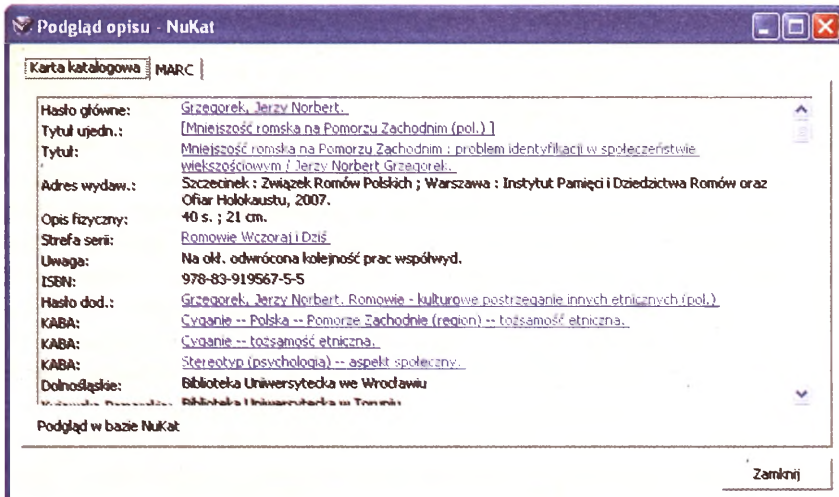 Podgląd opisu - NuKat
Karta katalogowa MARC
Hasło główne: Grzegorek, Jerzy Norbert.
Tytuł ujedn.: [Mniejszość romska na Pomorzu Zachodnim (pol.) ]
Tytuł: Mniejszość romska na Pomorzu Zachodnim : problem identyfikacji w społeczeństwie
większościowym / Jerzy Norbert Grzegorek.
Adres wydaw.: Szczecinek : Związek Romów Polskich ; Warszawa : Instytut Pamięci i Dziedzictwa Romów oraz
Ofiar Holokaustu, 2007.
Opis fizyczny: 40 s. ; 21 cm.
Strefa serii: Romowie Wczoraj i Dziś
Uwaga: Na okł. odwrócona kolejność prac współwyd.
ISBN: 978-83-919567-5-5
Hasło dod.: Grzegorek, Jerzy Norbert. Romowie - kulturowe postrzeganie innych etnicznych (pol.)
KABA: Cyganie -- Polska -- Pomorze Zachodnie (region) -- tożsamość etniczna.
KABA: Cyganie -- tożsamość etniczna.
KABA: Stereotyp (psychologia) -- aspekt społeczny.
Dolnośląskie: Biblioteka Uniwersytecka we Wrocławiu
Biblioteka Uniwersytecka w Toruniu
Podgląd w bazie NuKat
Zamknij